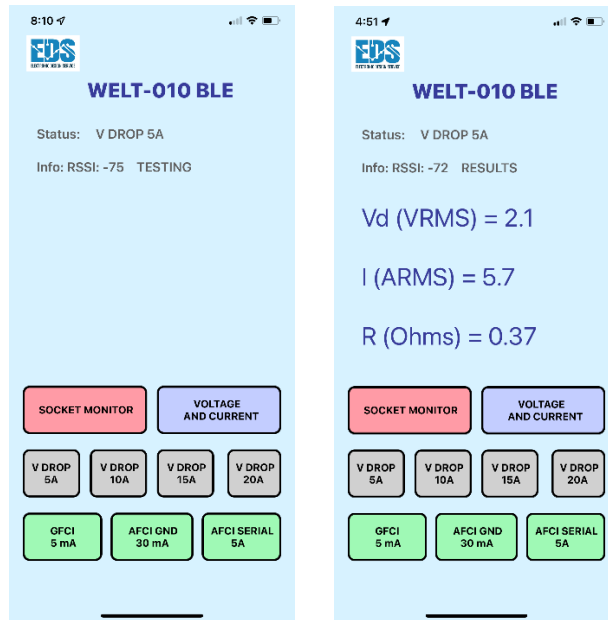 8:10
EDS
WELT-010 BLE
Status: V DROP 5A
Info: RSSI: -75 TESTING
SOCKET MONITOR
VOLTAGE
AND CURRENT
V DROP
5A
V DROP
10A
V DROP
15A
V DROP
20A
GFCI
5 mA
AFCI GND
30 mA
AFCI SERIAL
5A
4:51
EDS
WELT-010 BLE
Status: V DROP 5A
Info: RSSI: -72 RESULTS
Vd (VRMS) = 2.1
I (ARMS) = 5.7
R (Ohms) = 0.37
SOCKET MONITOR
VOLTAGE
AND CURRENT
V DROP
5A
V DROP
10A
V DROP
15A
V DROP
20A
GFCI
5 mA
AFCI GND
30 mA
AFCI SERIAL
5A